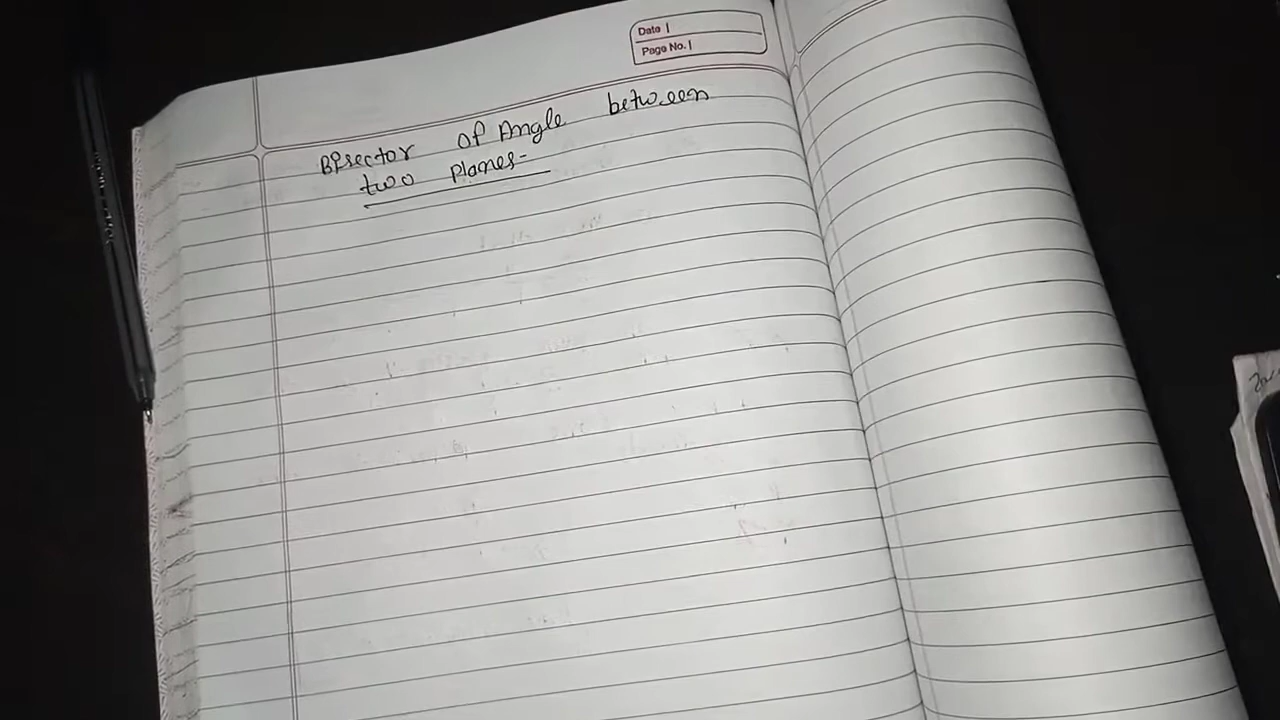 Date
Page No.
Bisector of Angle between
two planes-